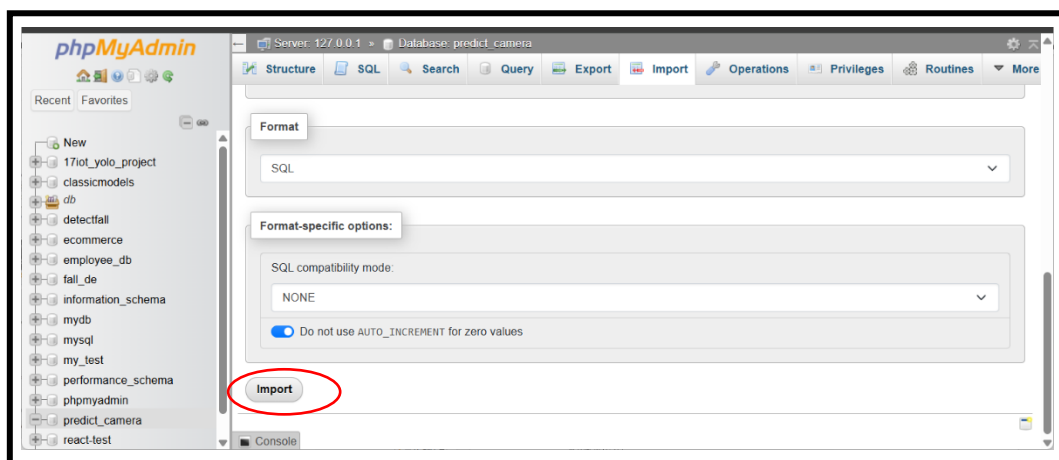 phpMyAdmin
Recent Favorites
New
17iot_yolo_project
classicmodels
db
detectfall
ecommerce
employee_db
fall_de
information_schema
mydb
mysql
my_test
performance_schema
phpmyadmin
predict_camera
react-test
Server: 127.0.0.1 » Database: predict_camera
Structure SQL Search Query Export Import Operations Privileges Routines More
Format
SQL
Format-specific options:
SQL compatibility mode:
NONE
Do not use AUTO_INCREMENT for zero values
Import
Console